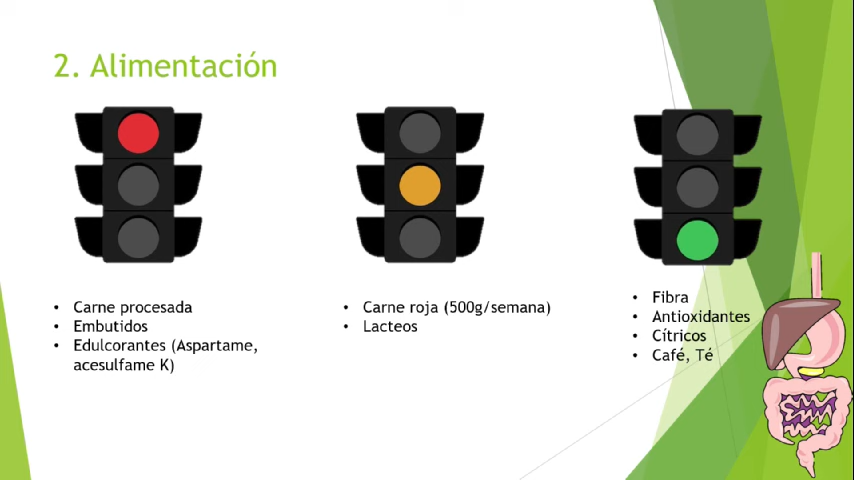 2. Alimentación
• Carne procesada
• Embutidos
• Edulcorantes (Aspartame,
acesulfame K)
• Carne roja (500g/semana)
• Lacteos
• Fibra
• Antioxidantes
• Cítricos
• Café, Té